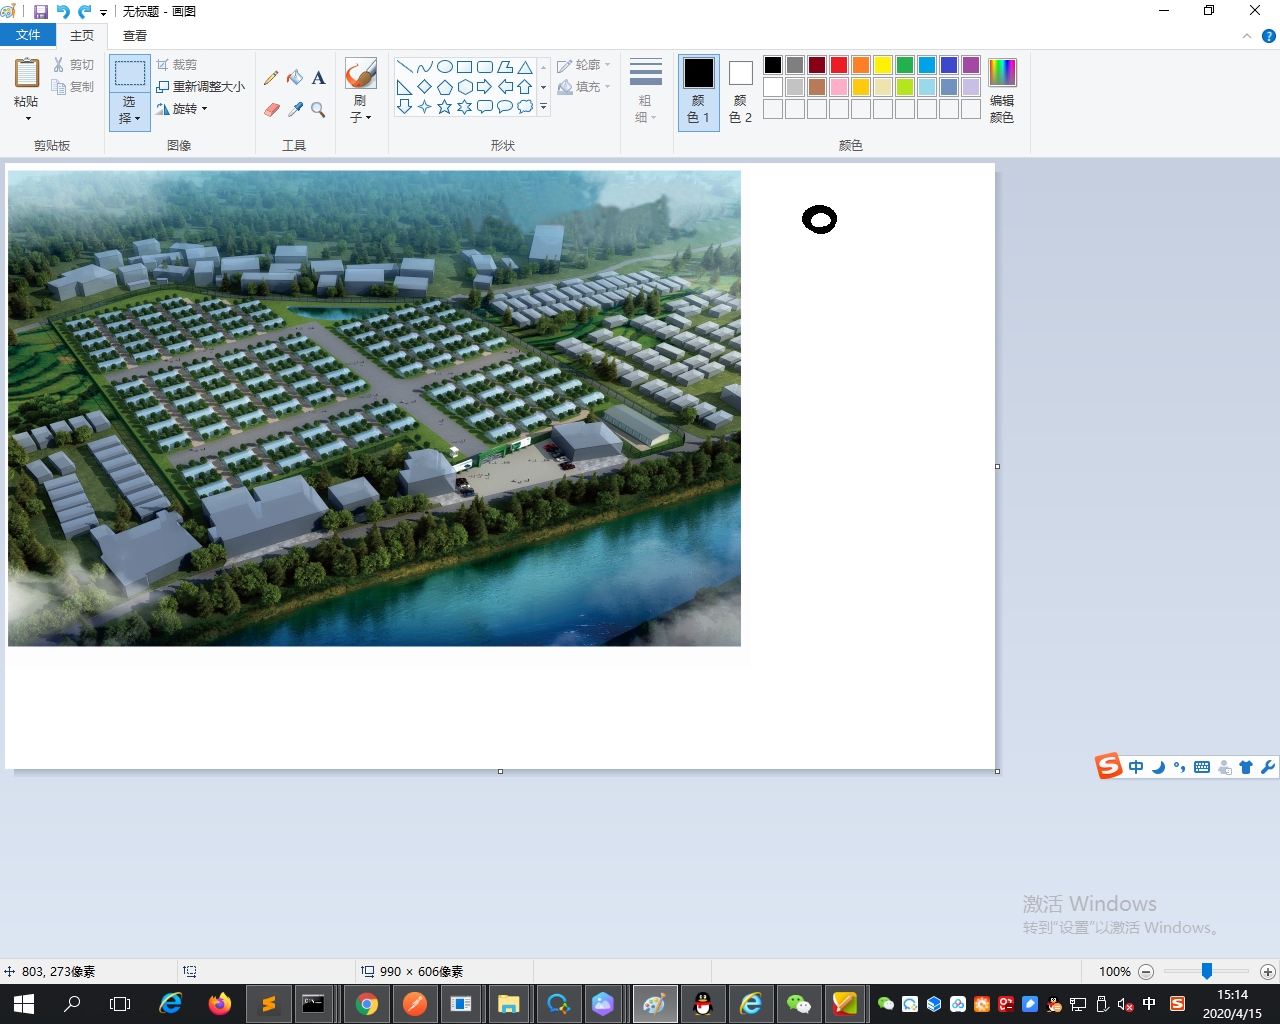 无标题 - 画图
文件 主页 查看
粘贴
剪切
复制
剪贴板
选择
裁剪
重新调整大小
旋转
图像
A
工具
刷子
形状
轮廓
填充
粗细
颜色 1
颜色 2
颜色
编辑颜色
中
激活 Windows
转到"设置"以激活 Windows。
803, 273像素
990 × 606像素
100%
中
15:14
2020/4/15